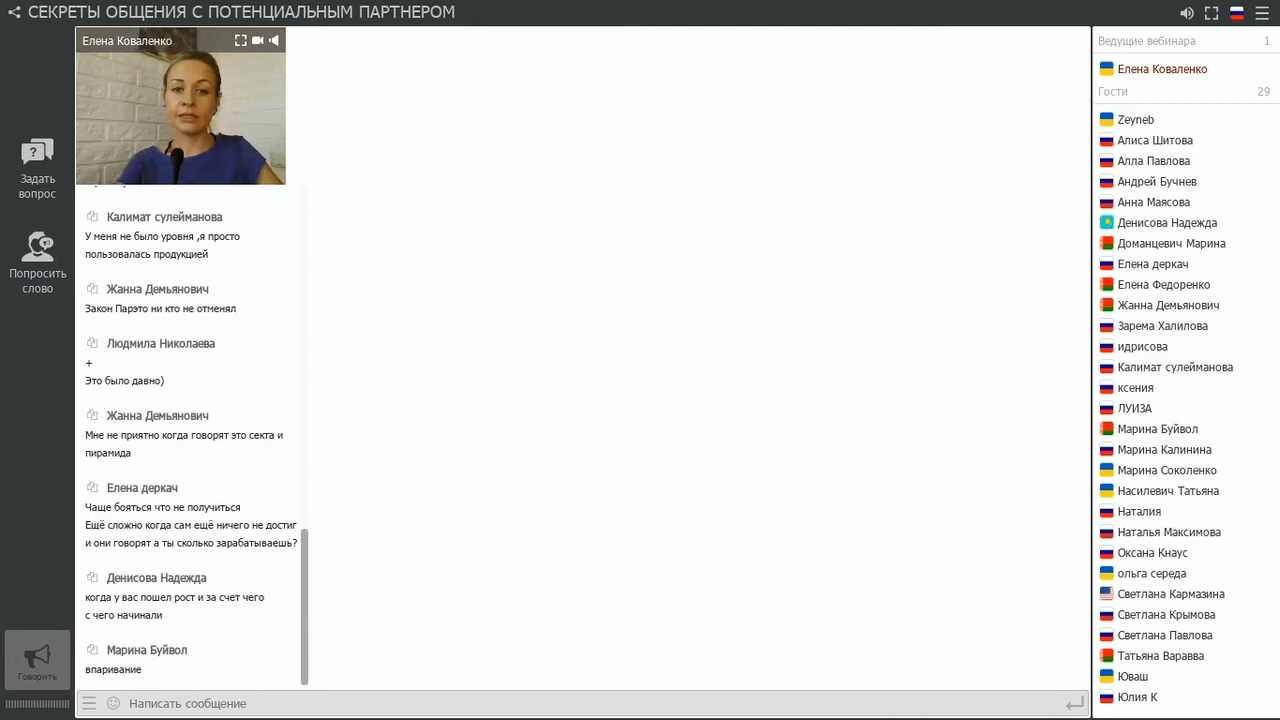 СЕКРЕТЫ ОБЩЕНИЯ С ПОТЕНЦИАЛЬНЫМ ПАРТНЕРОМ
Задать
вопрос
Попросить
слово
Говорить
Елена Коваленко
Калимат сулейманова
У меня не было уровня ,я просто
пользовалась продукцией
Жанна Демьянович
Закон Парэто ни кто не отменял
Людмила Николаева
+
Это было давно)
Жанна Демьянович
Мне не приятно когда говорят это секта и
пирамида
Елена деркач
Чаще бояться что не получиться
Ещё сложно когда сам ещё ничего не достиг
и они говорят а ты сколько зарабатываешь?
Денисова Надежда
когда у вас пошел рост и за счет чего
с чего начинали
Марина Буйвол
впаривание
Написать сообщение
Ведущие вебинара 1
Елена Коваленко
Гости 29
Zeyneb
Алиса Шитова
Алла Павлова
Андрей Бучнев
Анна Маясова
Денисова Надежда
Доманцевич Марина
Елена деркач
Елена Федоренко
Жанна Демьянович
Зарема Халилова
идрисова
Калимат сулейманова
ксения
ЛУИЗА
Марина Буйвол
Марина Калинина
Марина Соколенко
Насилевич Татьяна
Наталия
Наталья Максимова
Оксана Кнаус
ольга середа
Светлана Кармазина
Светлана Крымова
Светлана Павлова
Татьяна Варавва
Юваш
Юлия К